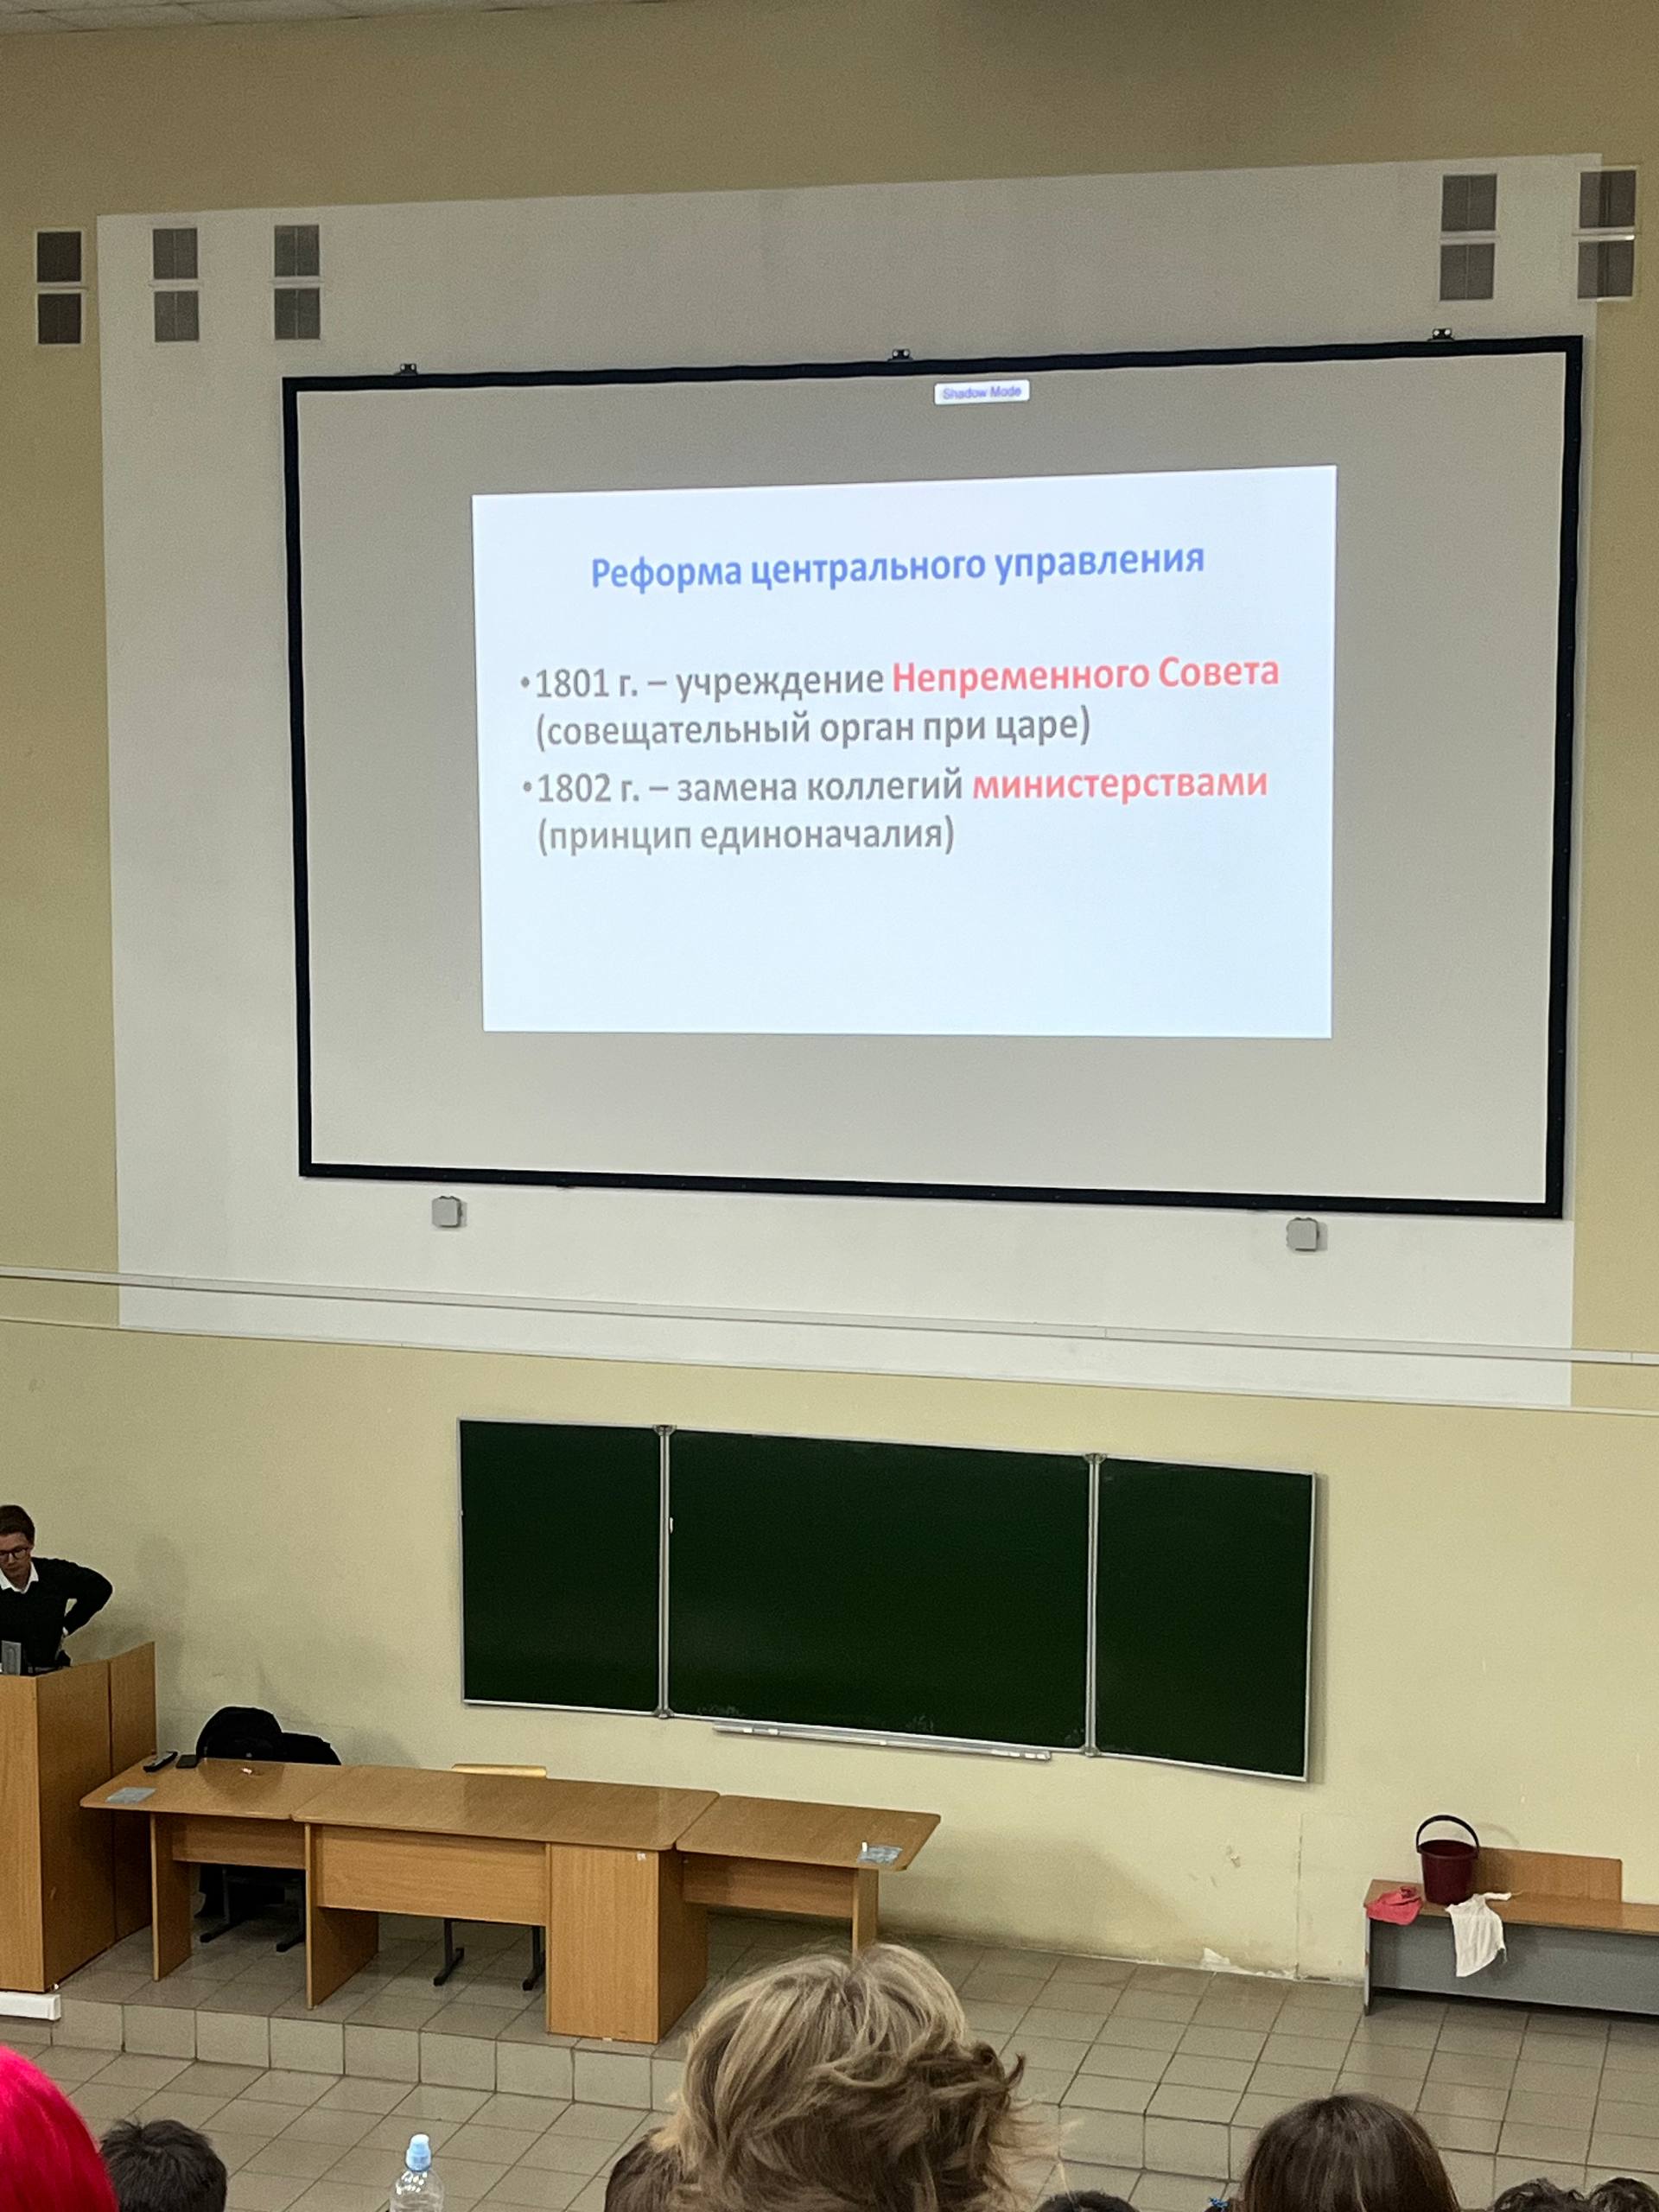 Shadow Mode
Реформа центрального управления
•1801 г. – учреждение Непременного Совета
(совещательный орган при царе)
•1802 г. – замена коллегий министерствами
(принцип единоначалия)